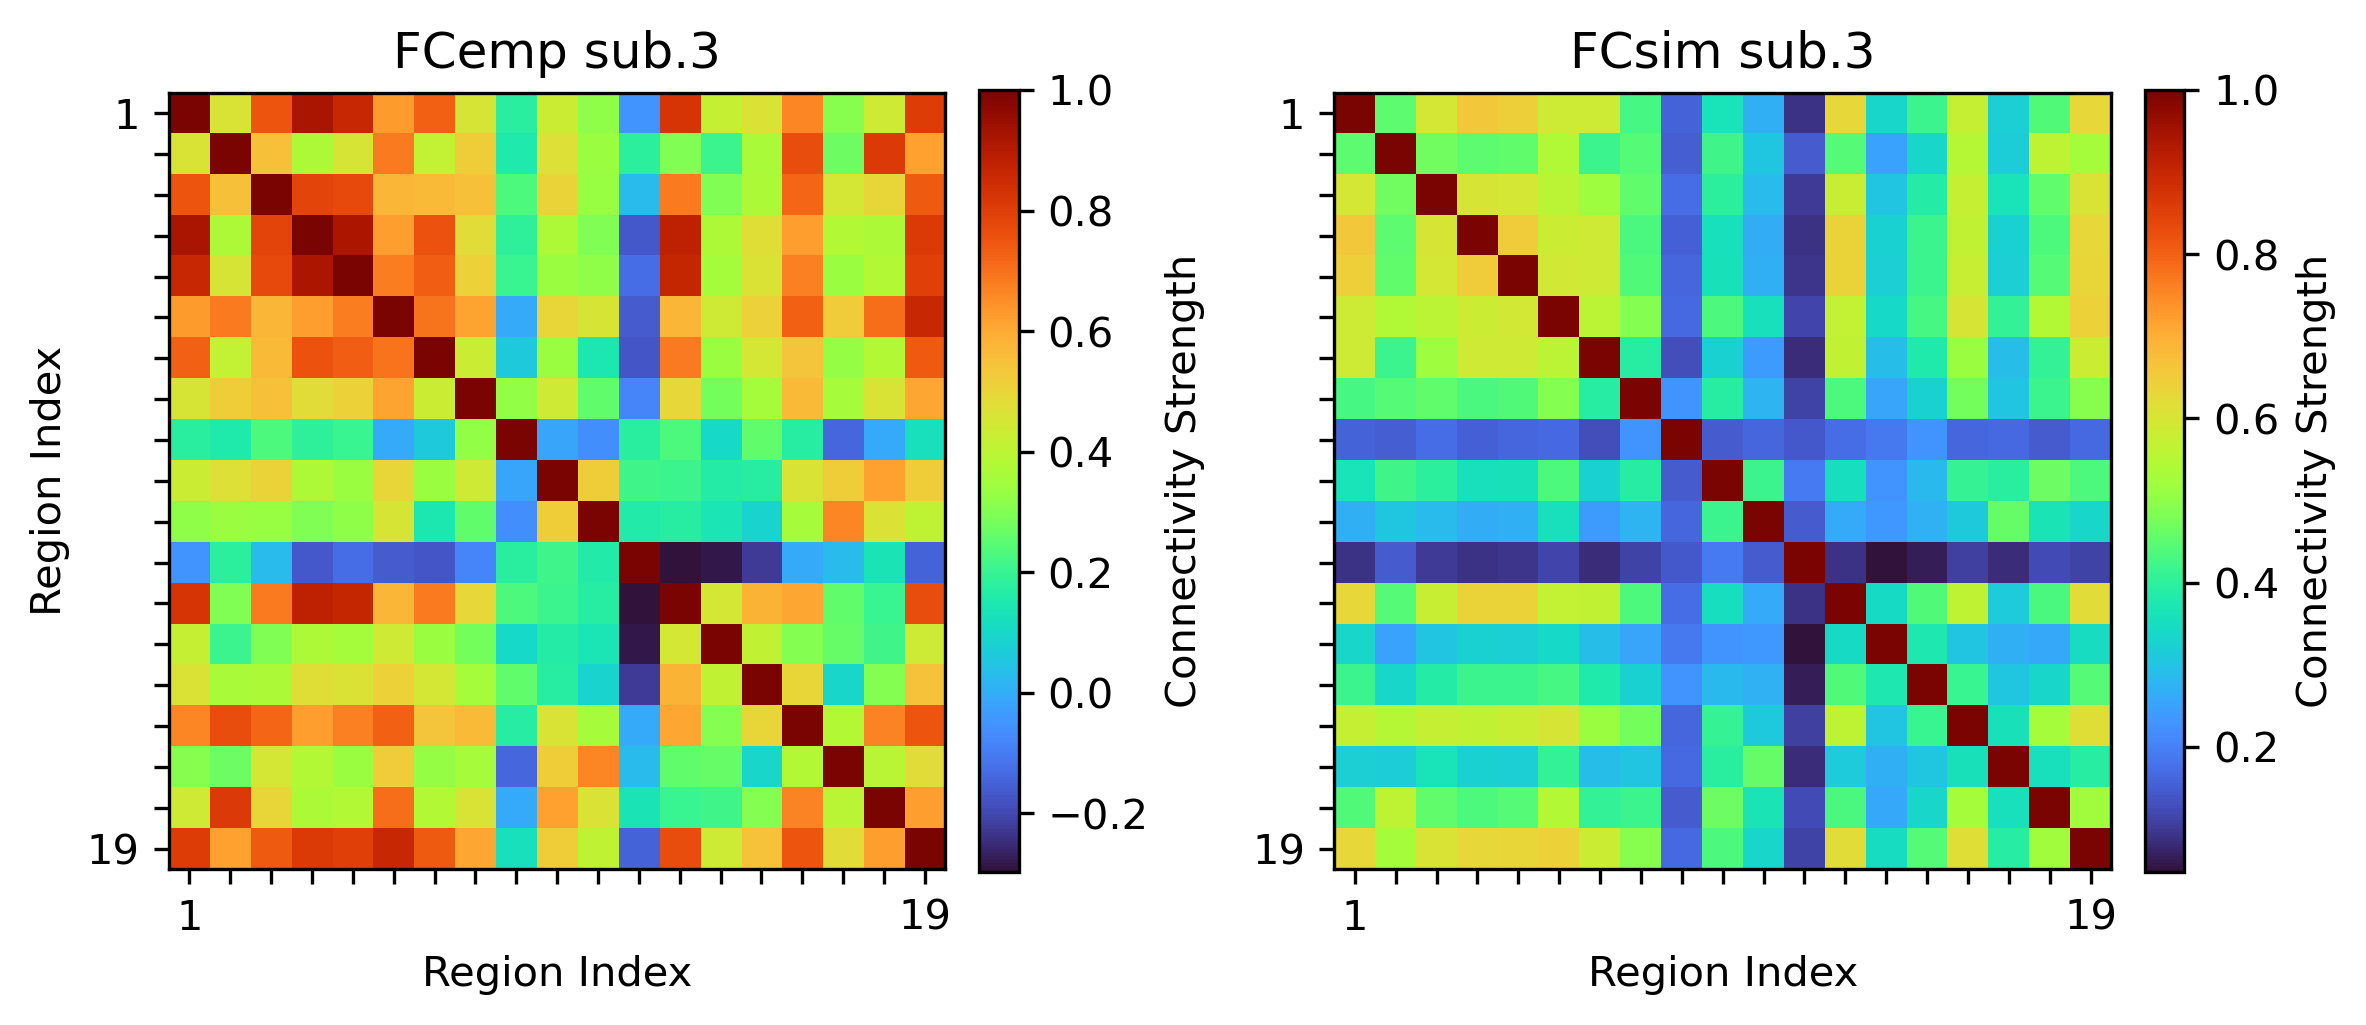 FCemp sub.3
1
19
1
19
Region Index
Region Index
1.0
0.8
0.6
0.4
0.2
0.0
−0.2
Connectivity Strength
FCsim sub.3
1
19
1
19
Region Index
1.0
0.8
0.6
0.4
0.2
Connectivity Strength